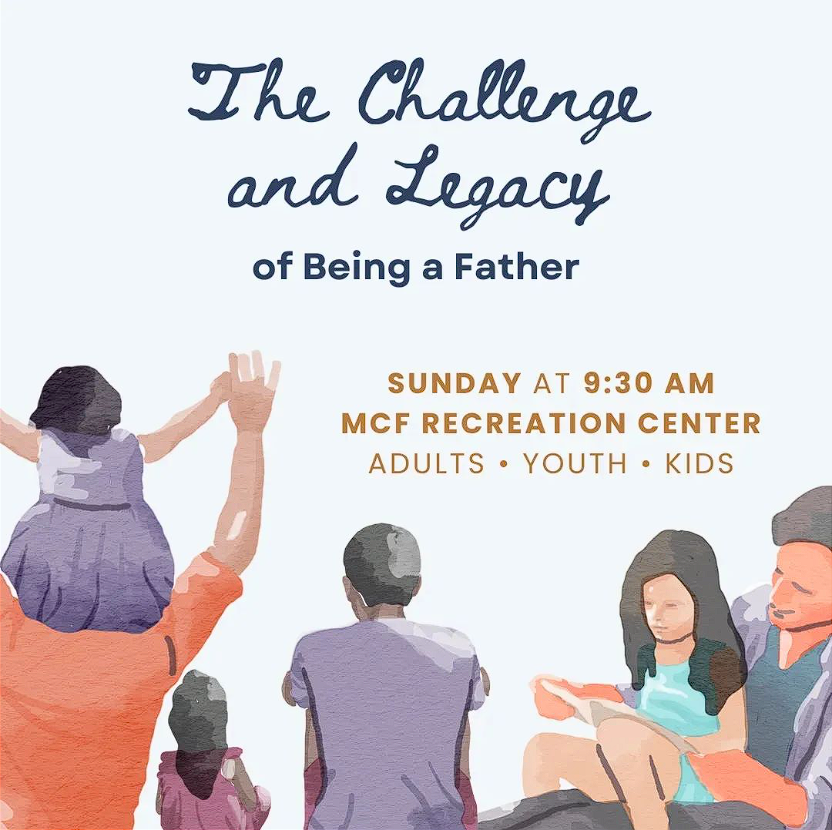 The Challenge
and Legacy
of Being a Father
SUNDAY AT 9:30 AM
MCF RECREATION CENTER
ADULTS • YOUTH • KIDS